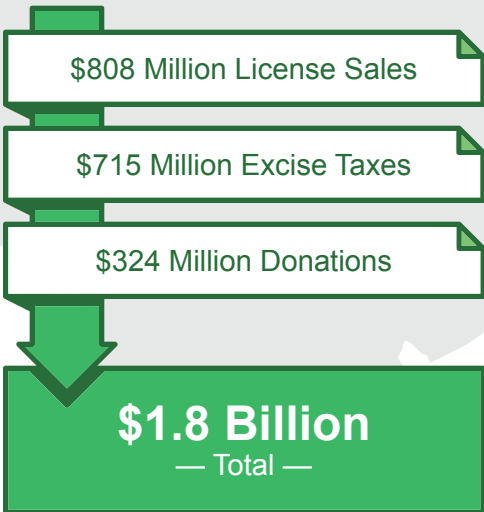 $808 Million License Sales
$715 Million Excise Taxes
$324 Million Donations
$1.8 Billion
— Total —